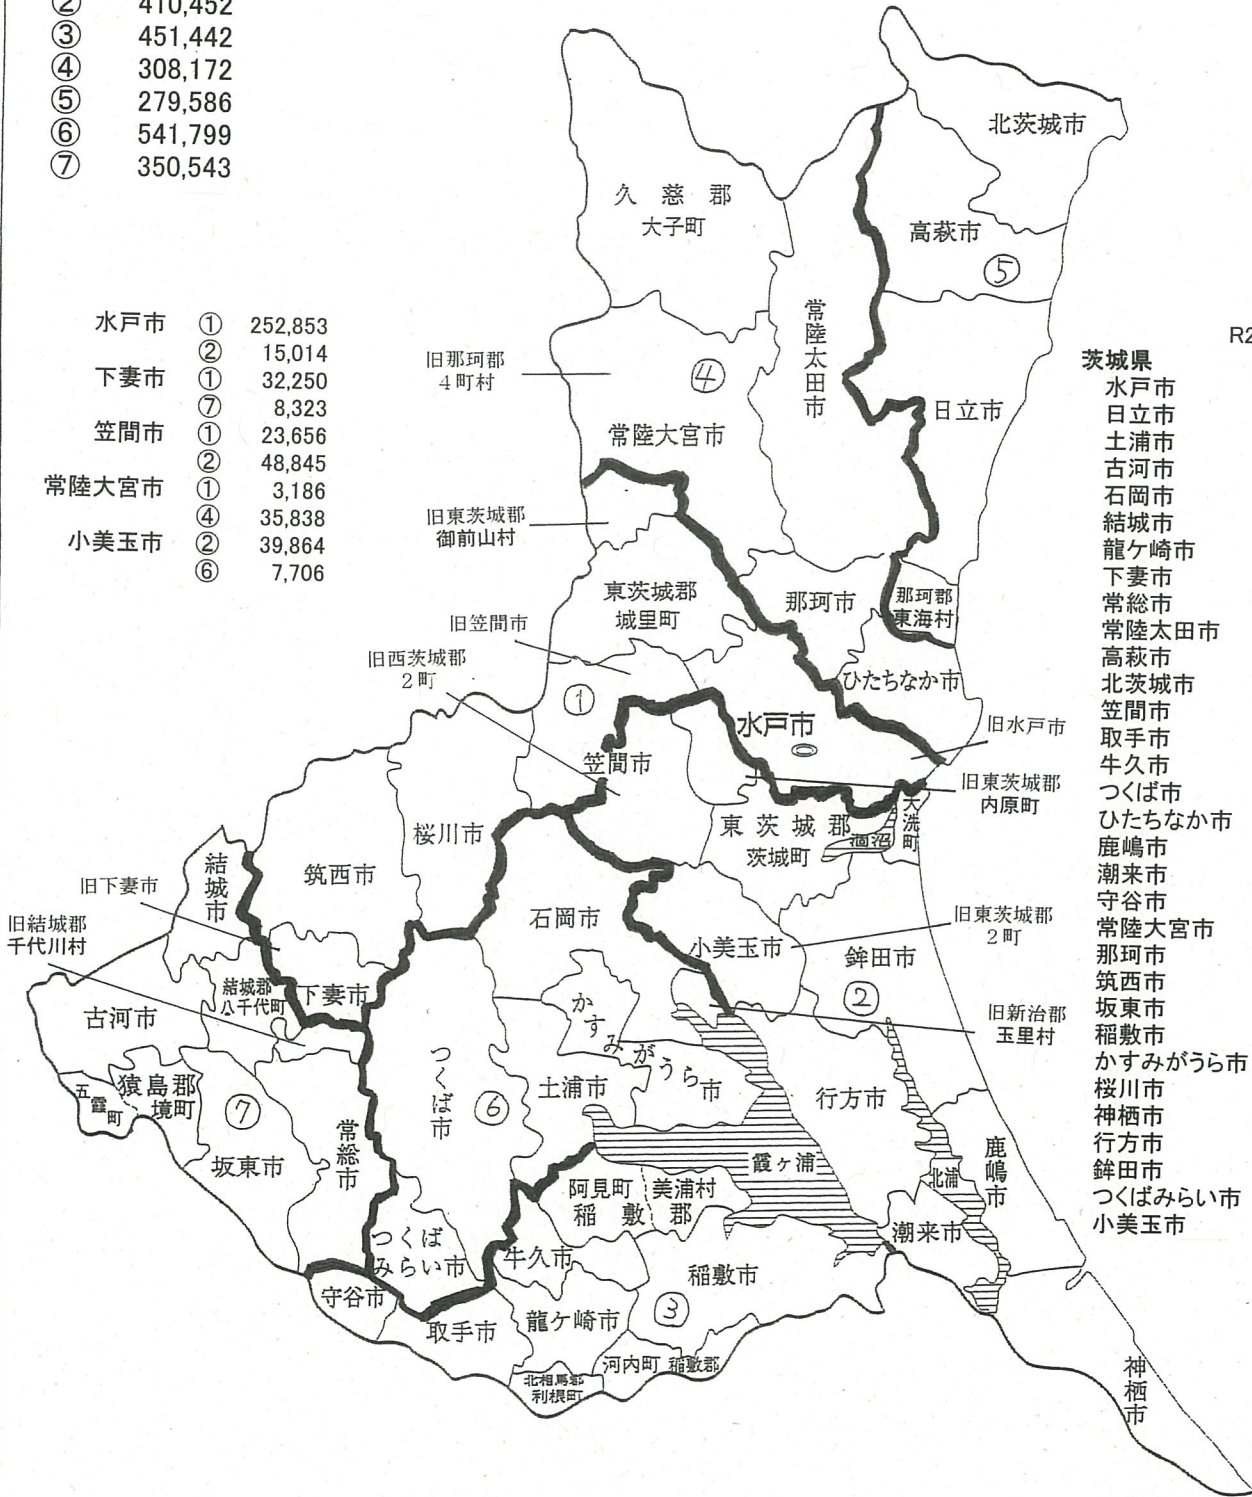 ② 410,452
③ 451,442
④ 308,172
⑤ 279,586
⑥ 541,799
⑦ 350,543
水戸市 ① 252,853
② 15,014
下妻市 ① 32,250
⑦ 8,323
笠間市 ① 23,656
② 48,845
常陸大宮市 ① 3,186
④ 35,838
小美玉市 ② 39,864
⑥ 7,706
北茨城市
久慈郡
大子町
高萩市
⑤
常陸太田市
旧那珂郡
4町村
④
日立市
常陸大宮市
旧東茨城郡
御前山村
東茨城郡
城里町
那珂市
那珂郡
東海村
旧笠間市
旧西茨城郡
2町
ひたちなか市
①
水戸市
旧水戸市
笠間市
旧東茨城郡
内原町
大洗町
東茨城郡
茨城町
涸沼
桜川市
結城市
筑西市
旧下妻市
旧結城郡
千代川村
石岡市
旧東茨城郡
2町
小美玉市
鉾田市
②
結城郡
八千代町
下妻市
旧新治郡
玉里村
古河市
かすみがうら市
つくば市
⑥
土浦市
行方市
五霞町
猿島郡
境町
⑦
坂東市
常総市
霞ヶ浦
北浦
鹿嶋市
阿見町
美浦村
稲敷郡
潮来市
つくば
みらい市
牛久市
稲敷市
守谷市
③
取手市
龍ケ崎市
河内町 稲敷郡
北相馬郡
利根町
神栖市
R2
茨城県
水戸市
日立市
土浦市
古河市
石岡市
結城市
龍ケ崎市
下妻市
常総市
常陸太田市
高萩市
北茨城市
笠間市
取手市
牛久市
つくば市
ひたちなか市
鹿嶋市
潮来市
守谷市
常陸大宮市
那珂市
筑西市
坂東市
稲敷市
かすみがうら市
桜川市
神栖市
行方市
鉾田市
つくばみらい市
小美玉市